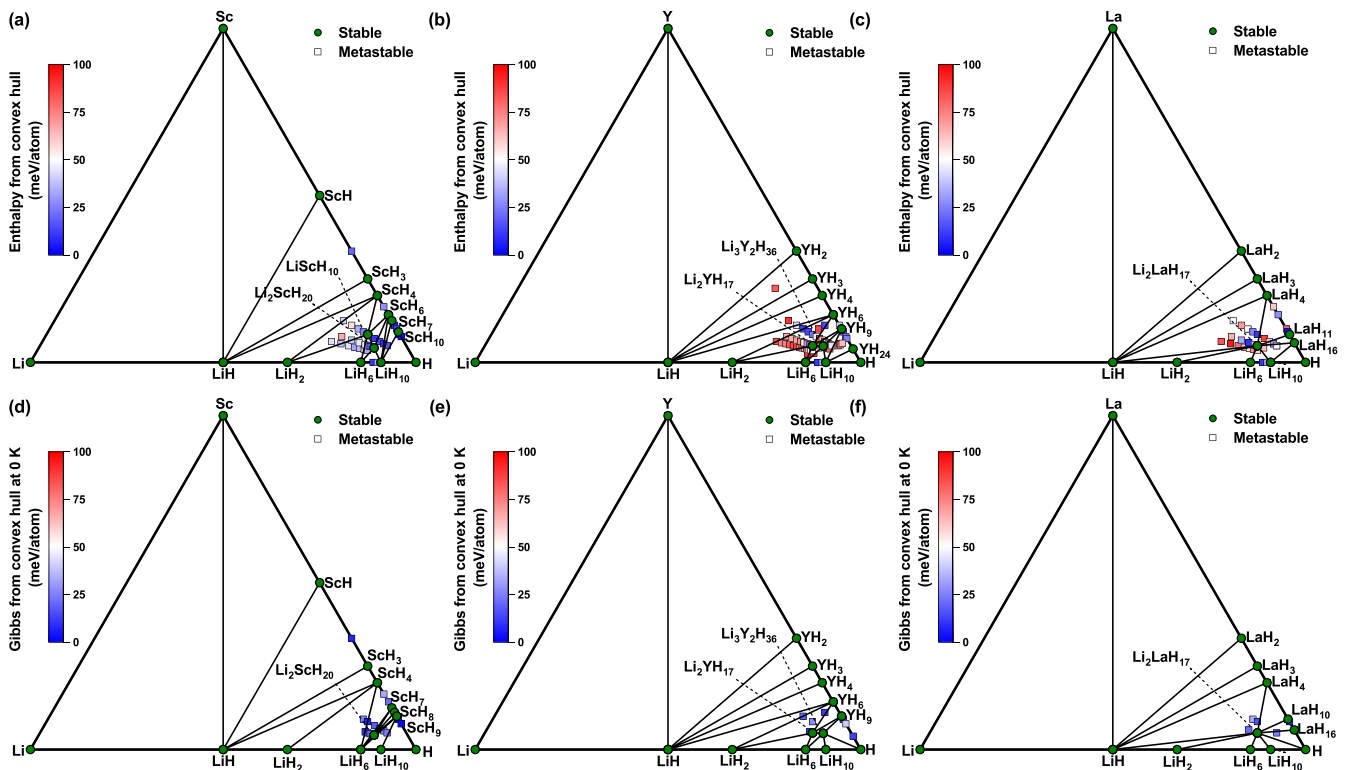 (a)
Sc
Stable
Metastable
100
75
50
25
0
Enthalpy from convex hull
(meV/atom)
ScH
ScH3
ScH4
ScH6
ScH7
ScH10
LiScH10
Li2ScH20
Li
LiH
LiH2
LiH6
LiH10
H
(b)
Y
Stable
Metastable
100
75
50
25
0
Enthalpy from convex hull
(meV/atom)
YH2
YH3
YH4
YH6
YH9
YH24
Li3Y2H36
Li2YH17
Li
LiH
LiH2
LiH6
LiH10
H
(c)
La
Stable
Metastable
100
75
50
25
0
Enthalpy from convex hull
(meV/atom)
LaH2
LaH3
LaH4
LaH11
LaH16
Li2LaH17
Li
LiH
LiH2
LiH6
LiH10
H
(d)
Sc
Stable
Metastable
100
75
50
25
0
Gibbs from convex hull at 0 K
(meV/atom)
ScH
ScH3
ScH4
ScH7
ScH8
ScH9
Li2ScH20
Li
LiH
LiH2
LiH6
LiH10
H
(e)
Y
Stable
Metastable
100
75
50
25
0
Gibbs from convex hull at 0 K
(meV/atom)
YH2
YH3
YH4
YH6
YH9
Li3Y2H36
Li2YH17
Li
LiH
LiH2
LiH6
LiH10
H
(f)
La
Stable
Metastable
100
75
50
25
0
Gibbs from convex hull at 0 K
(meV/atom)
LaH2
LaH3
LaH4
LaH10
LaH16
Li2LaH17
Li
LiH
LiH2
LiH6
LiH10
H